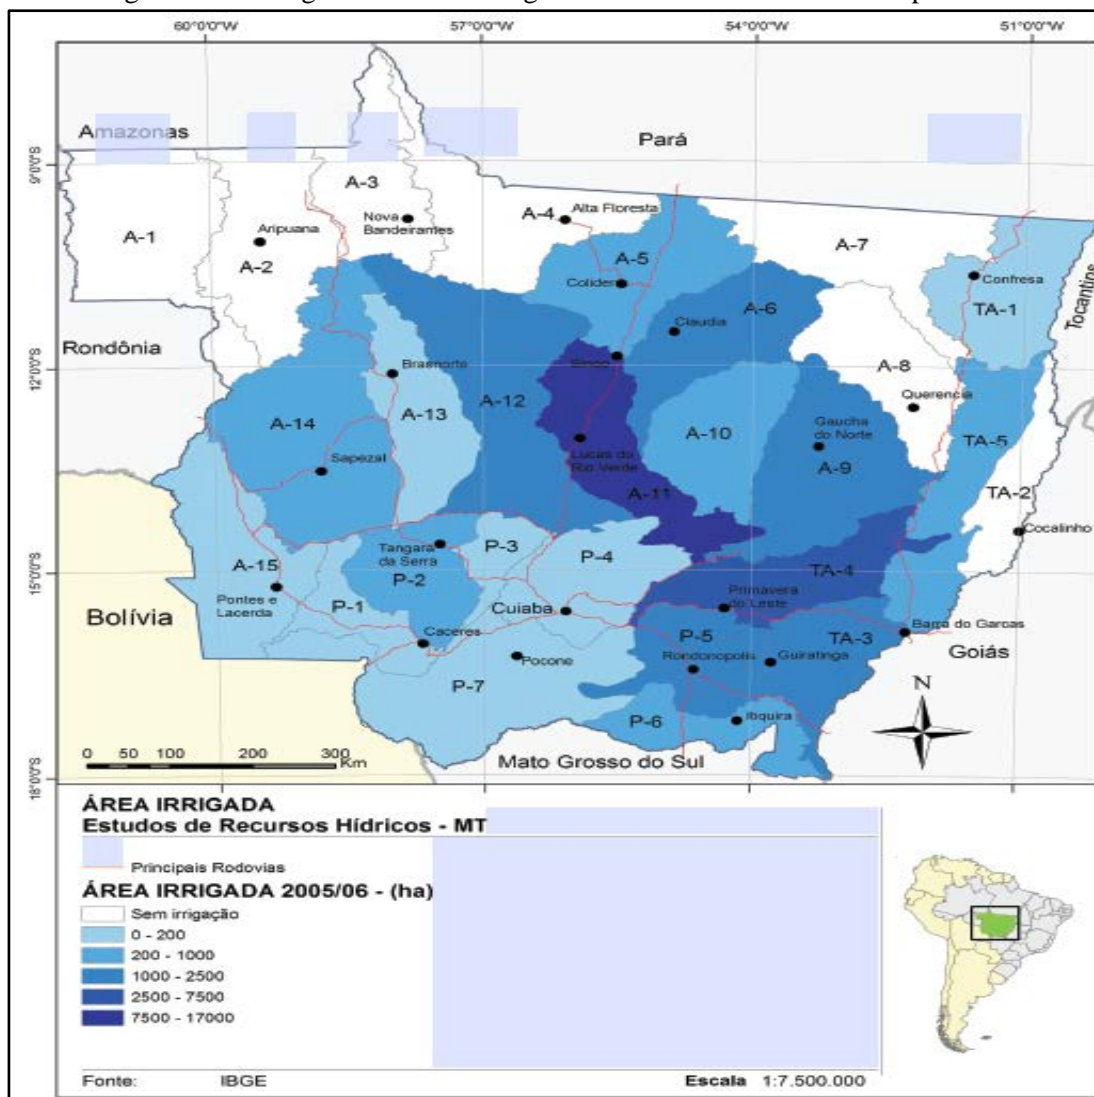 60°0'0"W 57°0'0"W 54°0'0"W 51°0'0"W
Amazonas
Pará
9°0'0"S
A-3
A-1
Aripuana
A-2
Nova
Bandeirantes
A-4
Alta Floresta
A-7
A-5
Colider
Confresa
TA-1
Tocantins
Rondônia
12°0'0"S
Claudia
A-6
Sinop
Brasnorte
A-8
Querencia
A-12
A-13
A-14
A-10
Gaucha
do Norte
TA-5
Sapezal
Lucas do
Rio Verde
A-9
A-11
TA-2
Cocalinho
15°0'0"S
Tangara
da Serra
P-3
P-4
A-15
P-2
TA-4
Pontes e
Lacerda
P-1
Primavera
do Leste
Bolívia
Cuiaba
Caceres
P-5
TA-3
Barra do Garcas
Pocone
Rondonopolis
Guiratinga
Goiás
P-7
N
P-6
Itiquira
0 50 100 200 300
Km
Mato Grosso do Sul
18°0'0"S
ÁREA IRRIGADA
Estudos de Recursos Hídricos - MT
Principais Rodovias
ÁREA IRRIGADA 2005/06 - (ha)
Sem irrigação
0 - 200
200 - 1000
1000 - 2500
2500 - 7500
7500 - 17000
Fonte: IBGE Escala 1:7.500.000